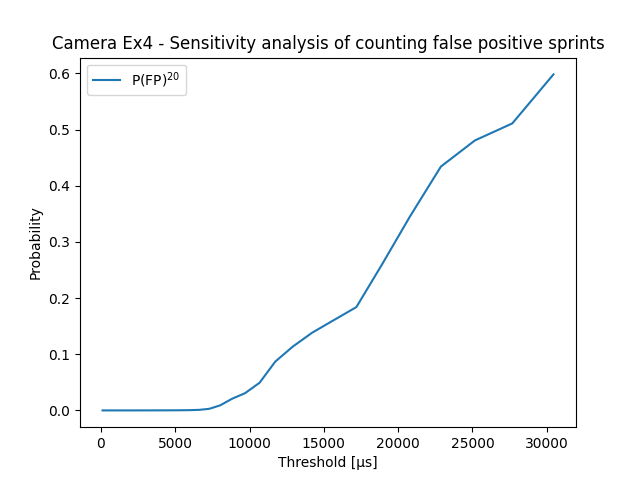 Camera Ex4 - Sensitivity analysis of counting false positive sprints
P(FP)²⁰
0.6
0.5
0.4
0.3
0.2
0.1
0.0
Probability
0 5000 10000 15000 20000 25000 30000
Threshold [µs]